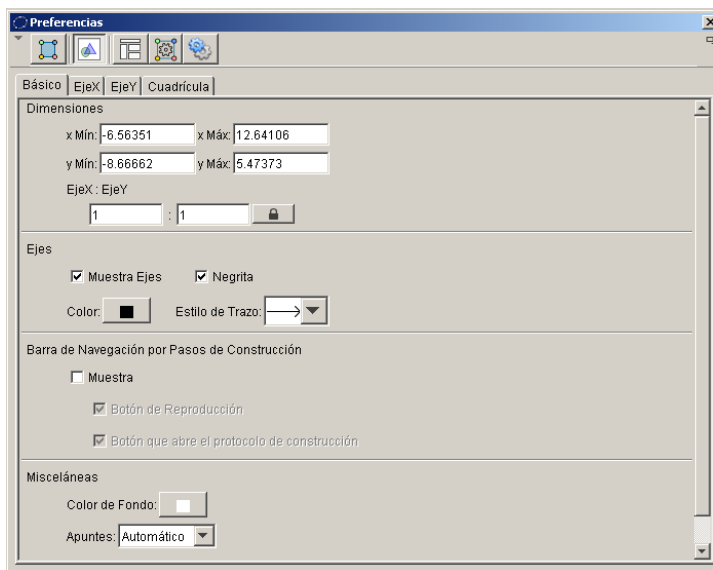 Preferencias
Básico EjeX EjeY Cuadrícula
Dimensiones
x Mín: -6.56351 x Máx: 12.64106
y Mín: -8.66662 y Máx: 5.47373
EjeX : EjeY
1 : 1
Ejes
Muestra Ejes Negrita
Color: Estilo de Trazo:
Barra de Navegación por Pasos de Construcción
Muestra
Botón de Reproducción
Botón que abre el protocolo de construcción
Misceláneas
Color de Fondo:
Apuntes: Automático